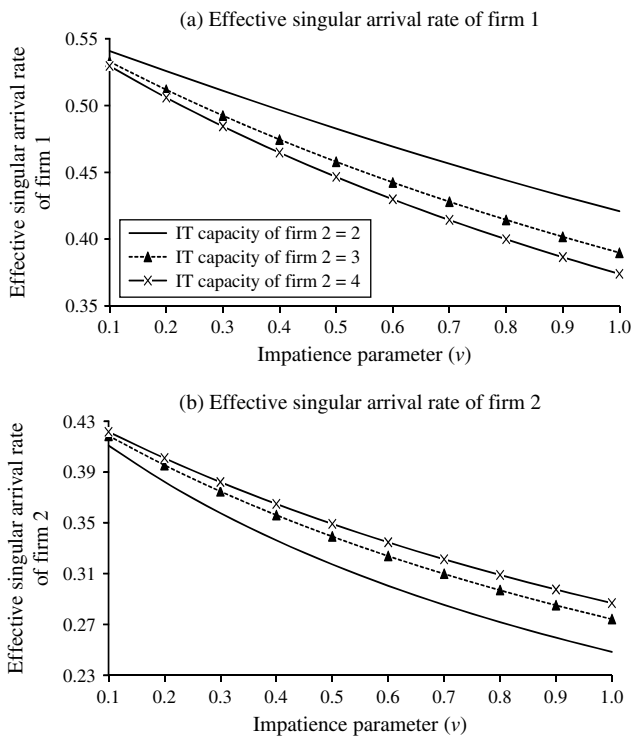 (a) Effective singular arrival rate of firm 1
Effective singular arrival rate
of firm 1
0.55
0.50
0.45
0.40
0.35
IT capacity of firm 2 = 2
IT capacity of firm 2 = 3
IT capacity of firm 2 = 4
0.1 0.2 0.3 0.4 0.5 0.6 0.7 0.8 0.9 1.0
Impatience parameter (v)
(b) Effective singular arrival rate of firm 2
Effective singular arrival rate
of firm 2
0.43
0.39
0.35
0.31
0.27
0.23
0.1 0.2 0.3 0.4 0.5 0.6 0.7 0.8 0.9 1.0
Impatience parameter (v)